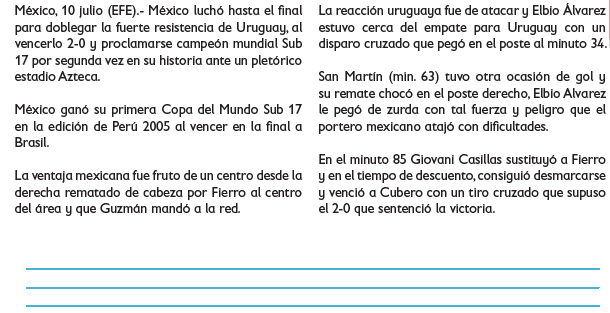 México, 10 julio (EFE).- México luchó hasta el final
para doblegar la fuerte resistencia de Uruguay, al
vencerlo 2-0 y proclamarse campeón mundial Sub
17 por segunda vez en su historia ante un pletórico
estadio Azteca.
México ganó su primera Copa del Mundo Sub 17
en la edición de Perú 2005 al vencer en la final a
Brasil.
La ventaja mexicana fue fruto de un centro desde la
derecha rematado de cabeza por Fierro al centro
del área y que Guzmán mandó a la red.
La reacción uruguaya fue de atacar y Elbio Álvarez
estuvo cerca del empate para Uruguay con un
disparo cruzado que pegó en el poste al minuto 34.
San Martín (min. 63) tuvo otra ocasión de gol y
su remate chocó en el poste derecho, Elbio Alvarez
le pegó de zurda con tal fuerza y peligro que el
portero mexicano atajó con dificultades.
En el minuto 85 Giovani Casillas sustituyó a Fierro
y en el tiempo de descuento, consiguió desmarcarse
y venció a Cubero con un tiro cruzado que supuso
el 2-0 que sentenció la victoria.